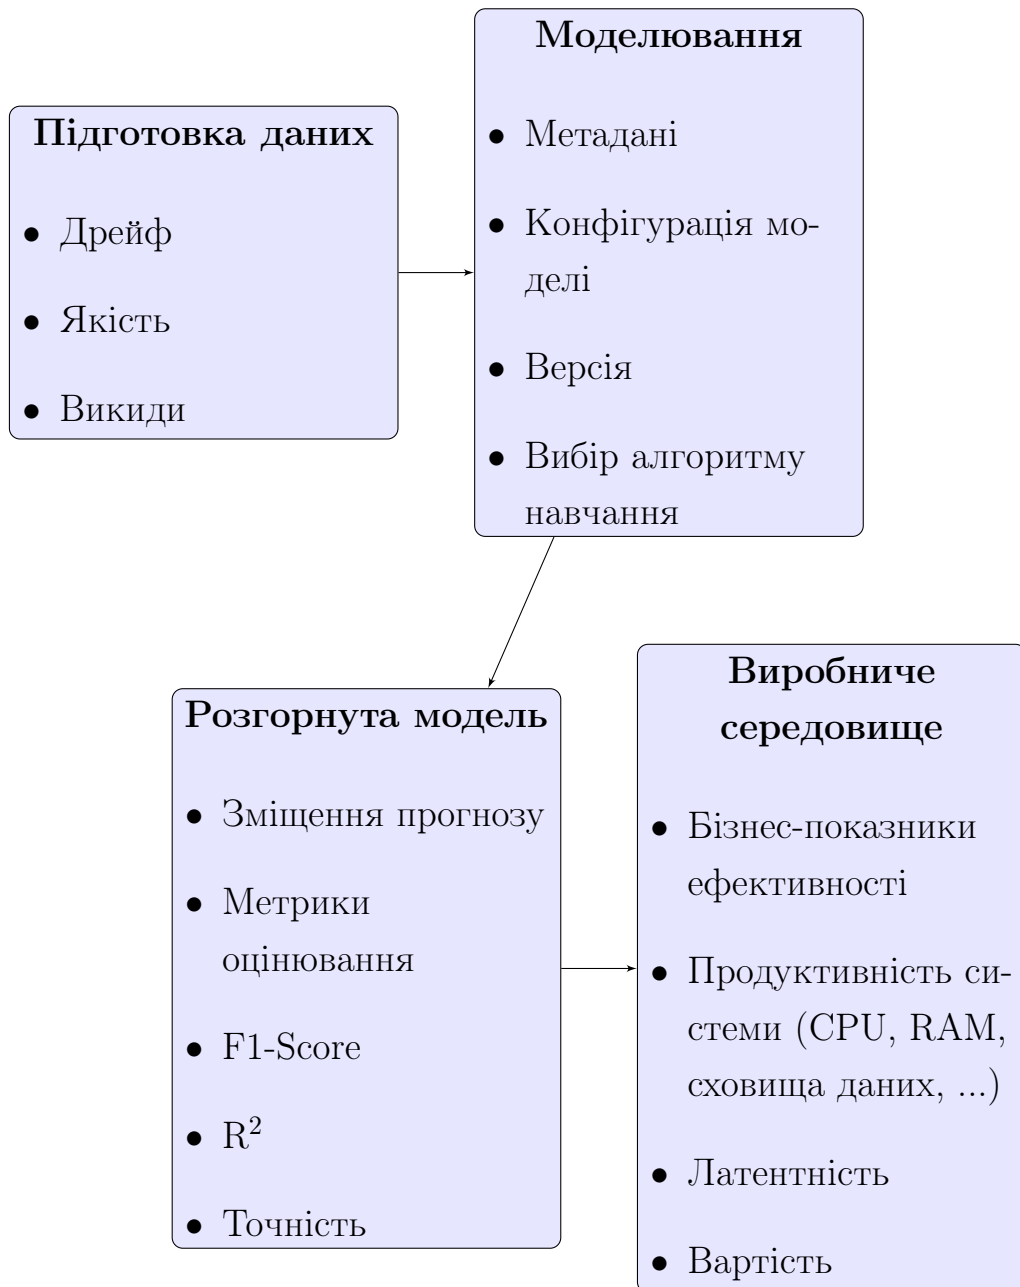 Підготовка даних
• Дрейф
• Якість
• Викиди
Моделювання
• Метадані
• Конфігурація мо-
делі
• Версія
• Вибір алгоритму
навчання
Розгорнута модель
• Зміщення прогнозу
• Метрики
оцінювання
• F1-Score
• R²
• Точність
Виробниче
середовище
• Бізнес-показники
ефективності
• Продуктивність си-
стеми (CPU, RAM,
сховища даних, ...)
• Латентність
• Вартість